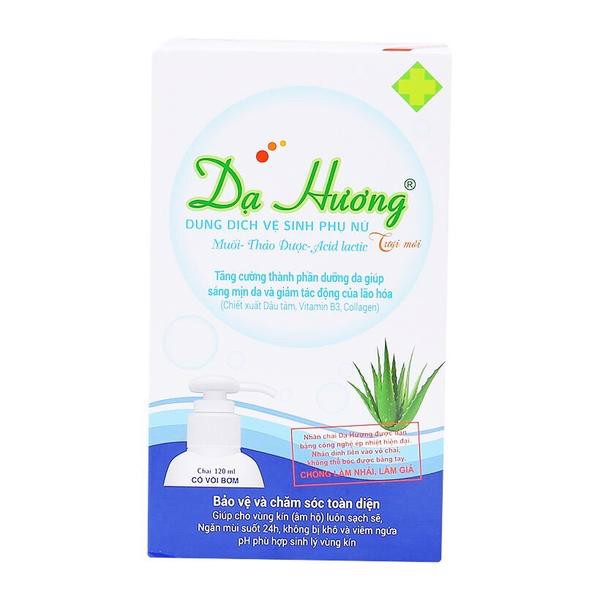 Dạ Hương®
DUNG DỊCH VỆ SINH PHỤ NỮ
Muối- Thảo Dược- Acid lactic Tươi mới
Tăng cường thành phần dưỡng da giúp
sáng mịn da và giảm tác động của lão hóa
(Chiết xuất Dâu tằm, Vitamin B3, Collagen)
Nhãn chai Dạ Hương được dán
bằng công nghệ ép nhiệt hiện đại.
Nhãn dính liền vào vỏ chai,
không thể bóc được bằng tay.
CHỐNG LÀM NHÁI, LÀM GIẢ
Chai 120 ml
CÓ VÒI BƠM
Bảo vệ và chăm sóc toàn diện
Giúp cho vùng kín (âm hộ) luôn sạch sẽ,
Ngăn mùi suốt 24h, không bị khô và viêm ngứa
pH phù hợp sinh lý vùng kín